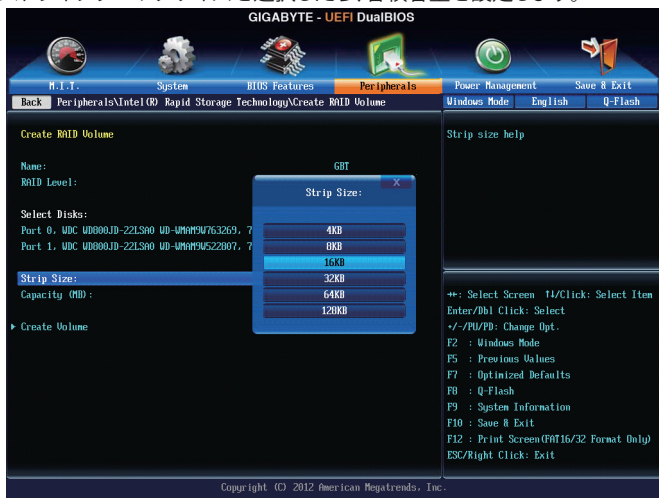 GIGABYTE - UEFI DualBIOS
M.I.T. System BIOS Features Peripherals Power Management Save & Exit
Back Peripherals\Intel(R) Rapid Storage Technology\Create RAID Volume Windows Mode English Q-Flash
Create RAID Volume
Strip size help
Name: GBT
RAID Level:
Strip Size:
X
Select Disks:
Port 0, WDC WD800JD-22LSA0 WD-WMAM9W763269, 7
Port 1, WDC WD800JD-22LSA0 WD-WMAM9W522807, 7
4KB
8KB
16KB
32KB
64KB
128KB
Strip Size:
Capacity (MB):
Create Volume
→←: Select Screen ↑↓/Click: Select Item
Enter/Dbl Click: Select
+/-/PU/PD: Change Opt.
F2 : Windows Mode
F5 : Previous Values
F7 : Optimized Defaults
F8 : Q-Flash
F9 : System Information
F10 : Save & Exit
F12 : Print Screen(FAT16/32 Format Only)
ESC/Right Click: Exit
Copyright (C) 2012 American Megatrends, Inc.